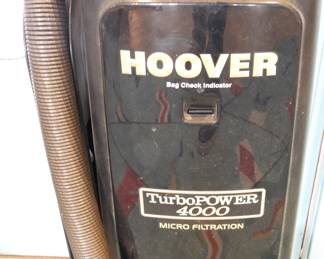 HOOVER
Bag Check Indicator
TurboPOWER
4000
MICRO FILTRATION